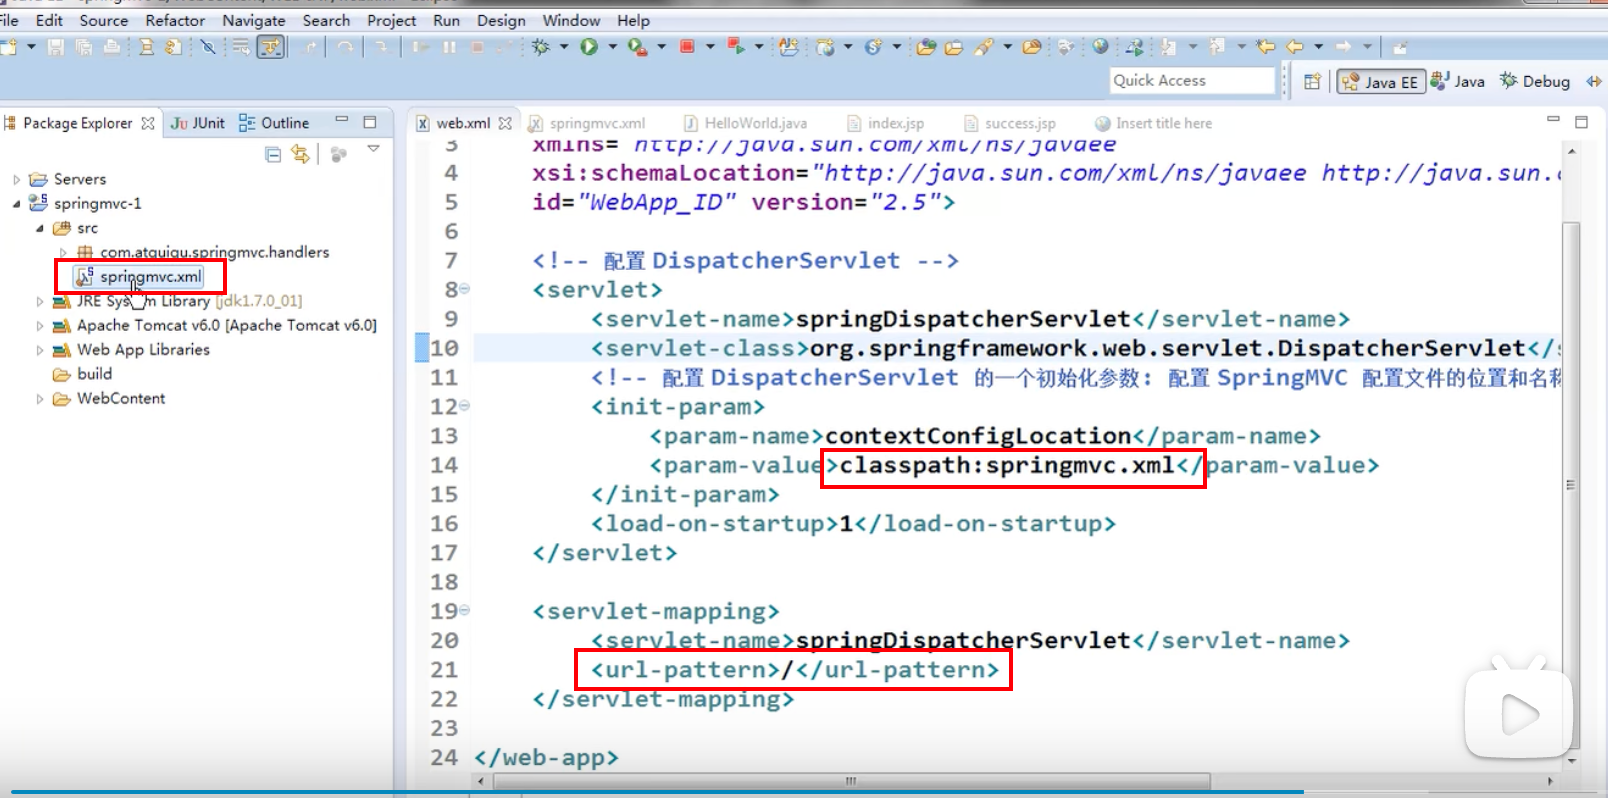 File Edit Source Refactor Navigate Search Project Run Design Window Help
Quick Access
Java EE
Java
Debug
Package Explorer
JUnit
Outline
Servers
springmvc-1
src
com.atguigu.springmvc.handlers
springmvc.xml
JRE System Library [jdk1.7.0_01]
Apache Tomcat v6.0 [Apache Tomcat v6.0]
Web App Libraries
build
WebContent
web.xml
springmvc.xml
HelloWorld.java
index.jsp
success.jsp
Insert title here
3 xmlns="http://java.sun.com/xml/ns/javaee
4 xsi:schemaLocation="http://java.sun.com/xml/ns/javaee http://java.sun.
5 id="WebApp_ID" version="2.5">
6
7 <!-- 配置 DispatcherServlet -->
8 <servlet>
9 <servlet-name>springDispatcherServlet</servlet-name>
10 <servlet-class>org.springframework.web.servlet.DispatcherServlet</
11 <!-- 配置 DispatcherServlet 的一个初始化参数: 配置 SpringMVC 配置文件的位置和名称
12 <init-param>
13 <param-name>contextConfigLocation</param-name>
14 <param-value>classpath:springmvc.xml</param-value>
15 </init-param>
16 <load-on-startup>1</load-on-startup>
17 </servlet>
18
19 <servlet-mapping>
20 <servlet-name>springDispatcherServlet</servlet-name>
21 <url-pattern>/</url-pattern>
22 </servlet-mapping>
23
24 </web-app>